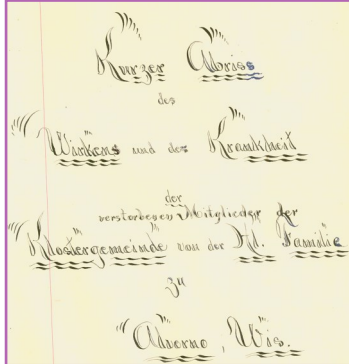 Kurzer Abriss
des
Wirkens und der Krankheit
der
verstorbenen Mitglieder der
Klostergemeinde von der Hl. Familie
zu
Alverno, Wis.